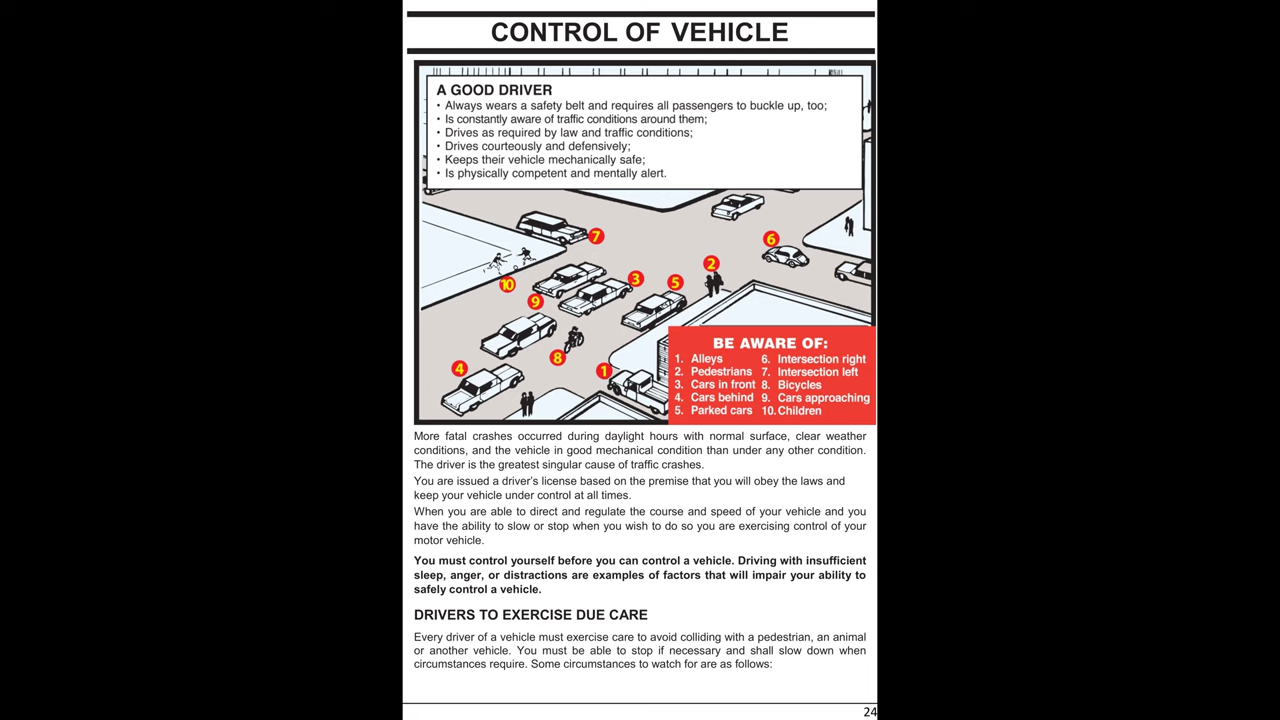 CONTROL OF VEHICLE
A GOOD DRIVER
• Always wears a safety belt and requires all passengers to buckle up, too;
• Is constantly aware of traffic conditions around them;
• Drives as required by law and traffic conditions;
• Drives courteously and defensively;
• Keeps their vehicle mechanically safe;
• Is physically competent and mentally alert.
7
6
2
10
3
5
9
8
4
1
BE AWARE OF:
1. Alleys
2. Pedestrians
3. Cars in front
4. Cars behind
5. Parked cars
6. Intersection right
7. Intersection left
8. Bicycles
9. Cars approaching
10. Children
More fatal crashes occurred during daylight hours with normal surface, clear weather
conditions, and the vehicle in good mechanical condition than under any other condition.
The driver is the greatest singular cause of traffic crashes.
You are issued a driver's license based on the premise that you will obey the laws and
keep your vehicle under control at all times.
When you are able to direct and regulate the course and speed of your vehicle and you
have the ability to slow or stop when you wish to do so you are exercising control of your
motor vehicle.
You must control yourself before you can control a vehicle. Driving with insufficient
sleep, anger, or distractions are examples of factors that will impair your ability to
safely control a vehicle.
DRIVERS TO EXERCISE DUE CARE
Every driver of a vehicle must exercise care to avoid colliding with a pedestrian, an animal
or another vehicle. You must be able to stop if necessary and shall slow down when
circumstances require. Some circumstances to watch for are as follows:
24